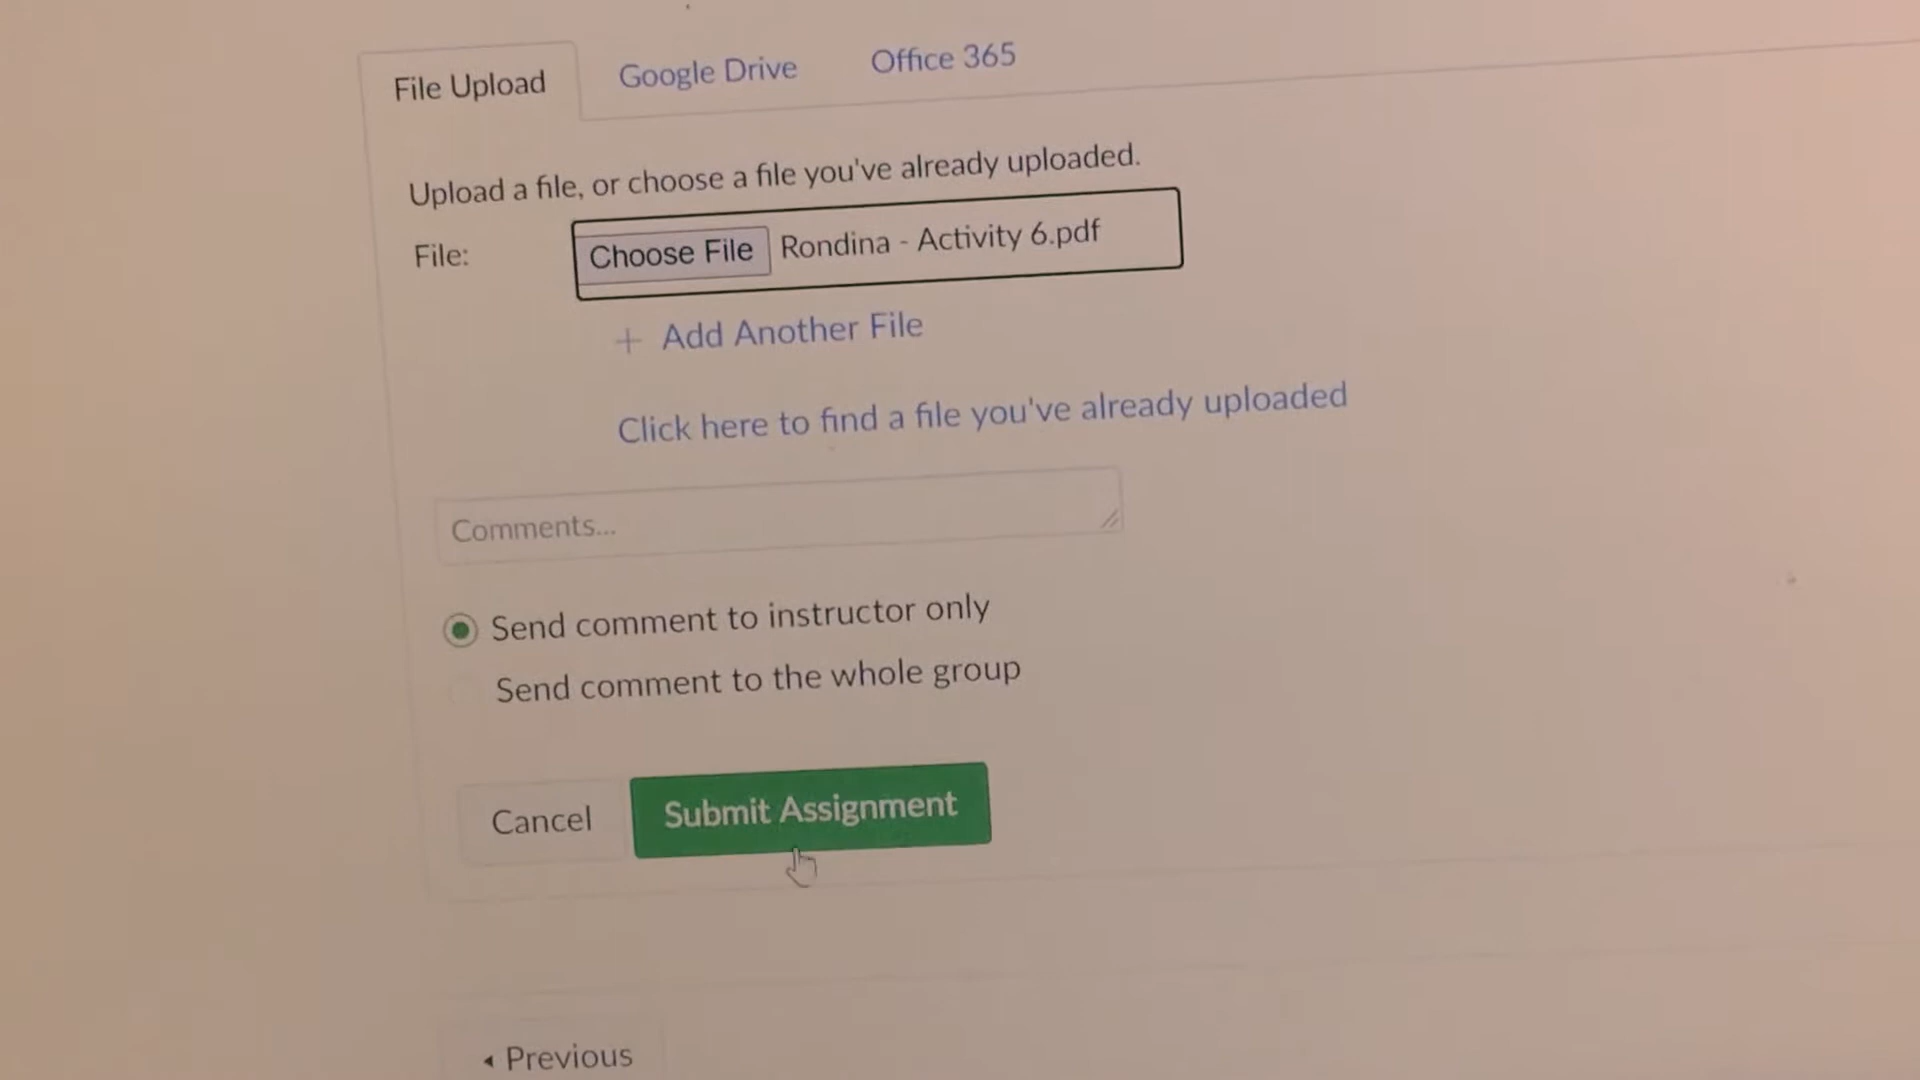 File Upload Google Drive Office 365
Upload a file, or choose a file you've already uploaded.
File: Choose File Rondina - Activity 6.pdf
+ Add Another File
Click here to find a file you've already uploaded
Comments...
Send comment to instructor only
Send comment to the whole group
Cancel Submit Assignment
◂ Previous